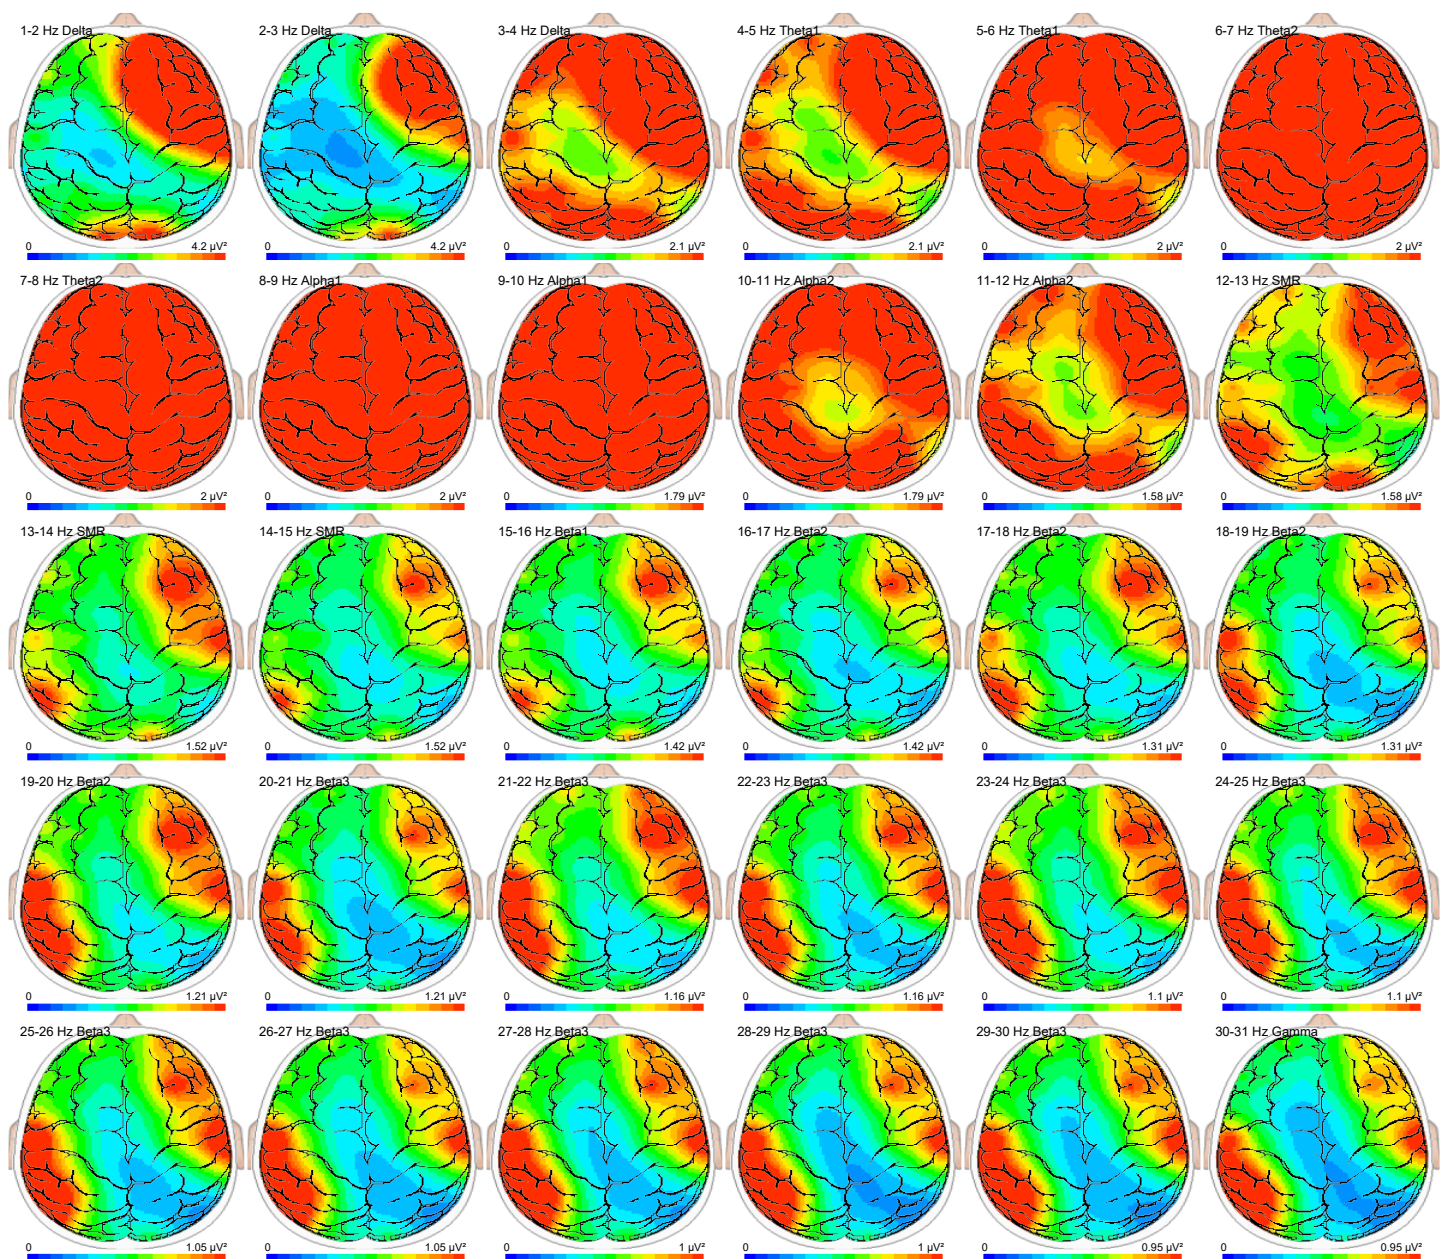 1-2 Hz Delta 2-3 Hz Delta 3-4 Hz Delta 4-5 Hz Theta1 5-6 Hz Theta1 6-7 Hz Theta2
0 4.2 µV² 0 4.2 µV² 0 2.1 µV² 0 2.1 µV² 0 2 µV² 0 2 µV²
7-8 Hz Theta2 8-9 Hz Alpha1 9-10 Hz Alpha1 10-11 Hz Alpha2 11-12 Hz Alpha2 12-13 Hz SMR
0 2 µV² 0 2 µV² 0 1.79 µV² 0 1.79 µV² 0 1.58 µV² 0 1.58 µV²
13-14 Hz SMR 14-15 Hz SMR 15-16 Hz Beta1 16-17 Hz Beta2 17-18 Hz Beta2 18-19 Hz Beta2
0 1.52 µV² 0 1.52 µV² 0 1.42 µV² 0 1.42 µV² 0 1.31 µV² 0 1.31 µV²
19-20 Hz Beta2 20-21 Hz Beta3 21-22 Hz Beta3 22-23 Hz Beta3 23-24 Hz Beta3 24-25 Hz Beta3
0 1.21 µV² 0 1.21 µV² 0 1.16 µV² 0 1.16 µV² 0 1.1 µV² 0 1.1 µV²
25-26 Hz Beta3 26-27 Hz Beta3 27-28 Hz Beta3 28-29 Hz Beta3 29-30 Hz Beta3 30-31 Hz Gamma
0 1.05 µV² 0 1.05 µV² 0 1 µV² 0 1 µV² 0 0.95 µV² 0 0.95 µV²